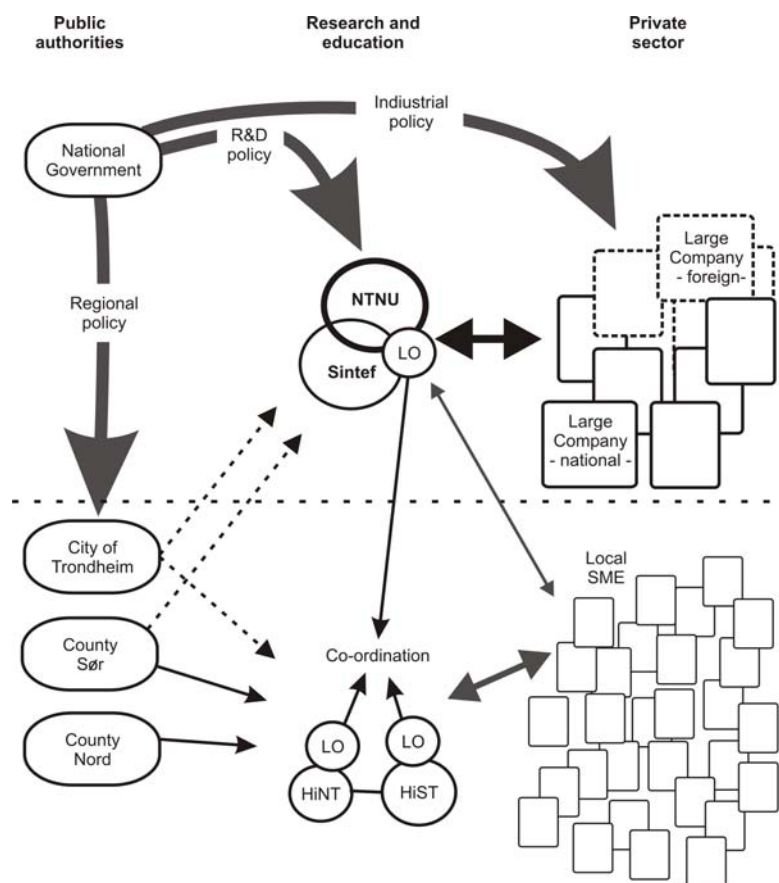 Public
authorities
Research and
education
Private
sector
Indiustrial
policy
R&D
policy
National
Government
Large
Company
- foreign-
NTNU
Regional
policy
LO
Sintef
Large
Company
- national -
City of
Trondheim
Local
SME
County
Sør
Co-ordination
County
Nord
LO
LO
HiNT
HiST